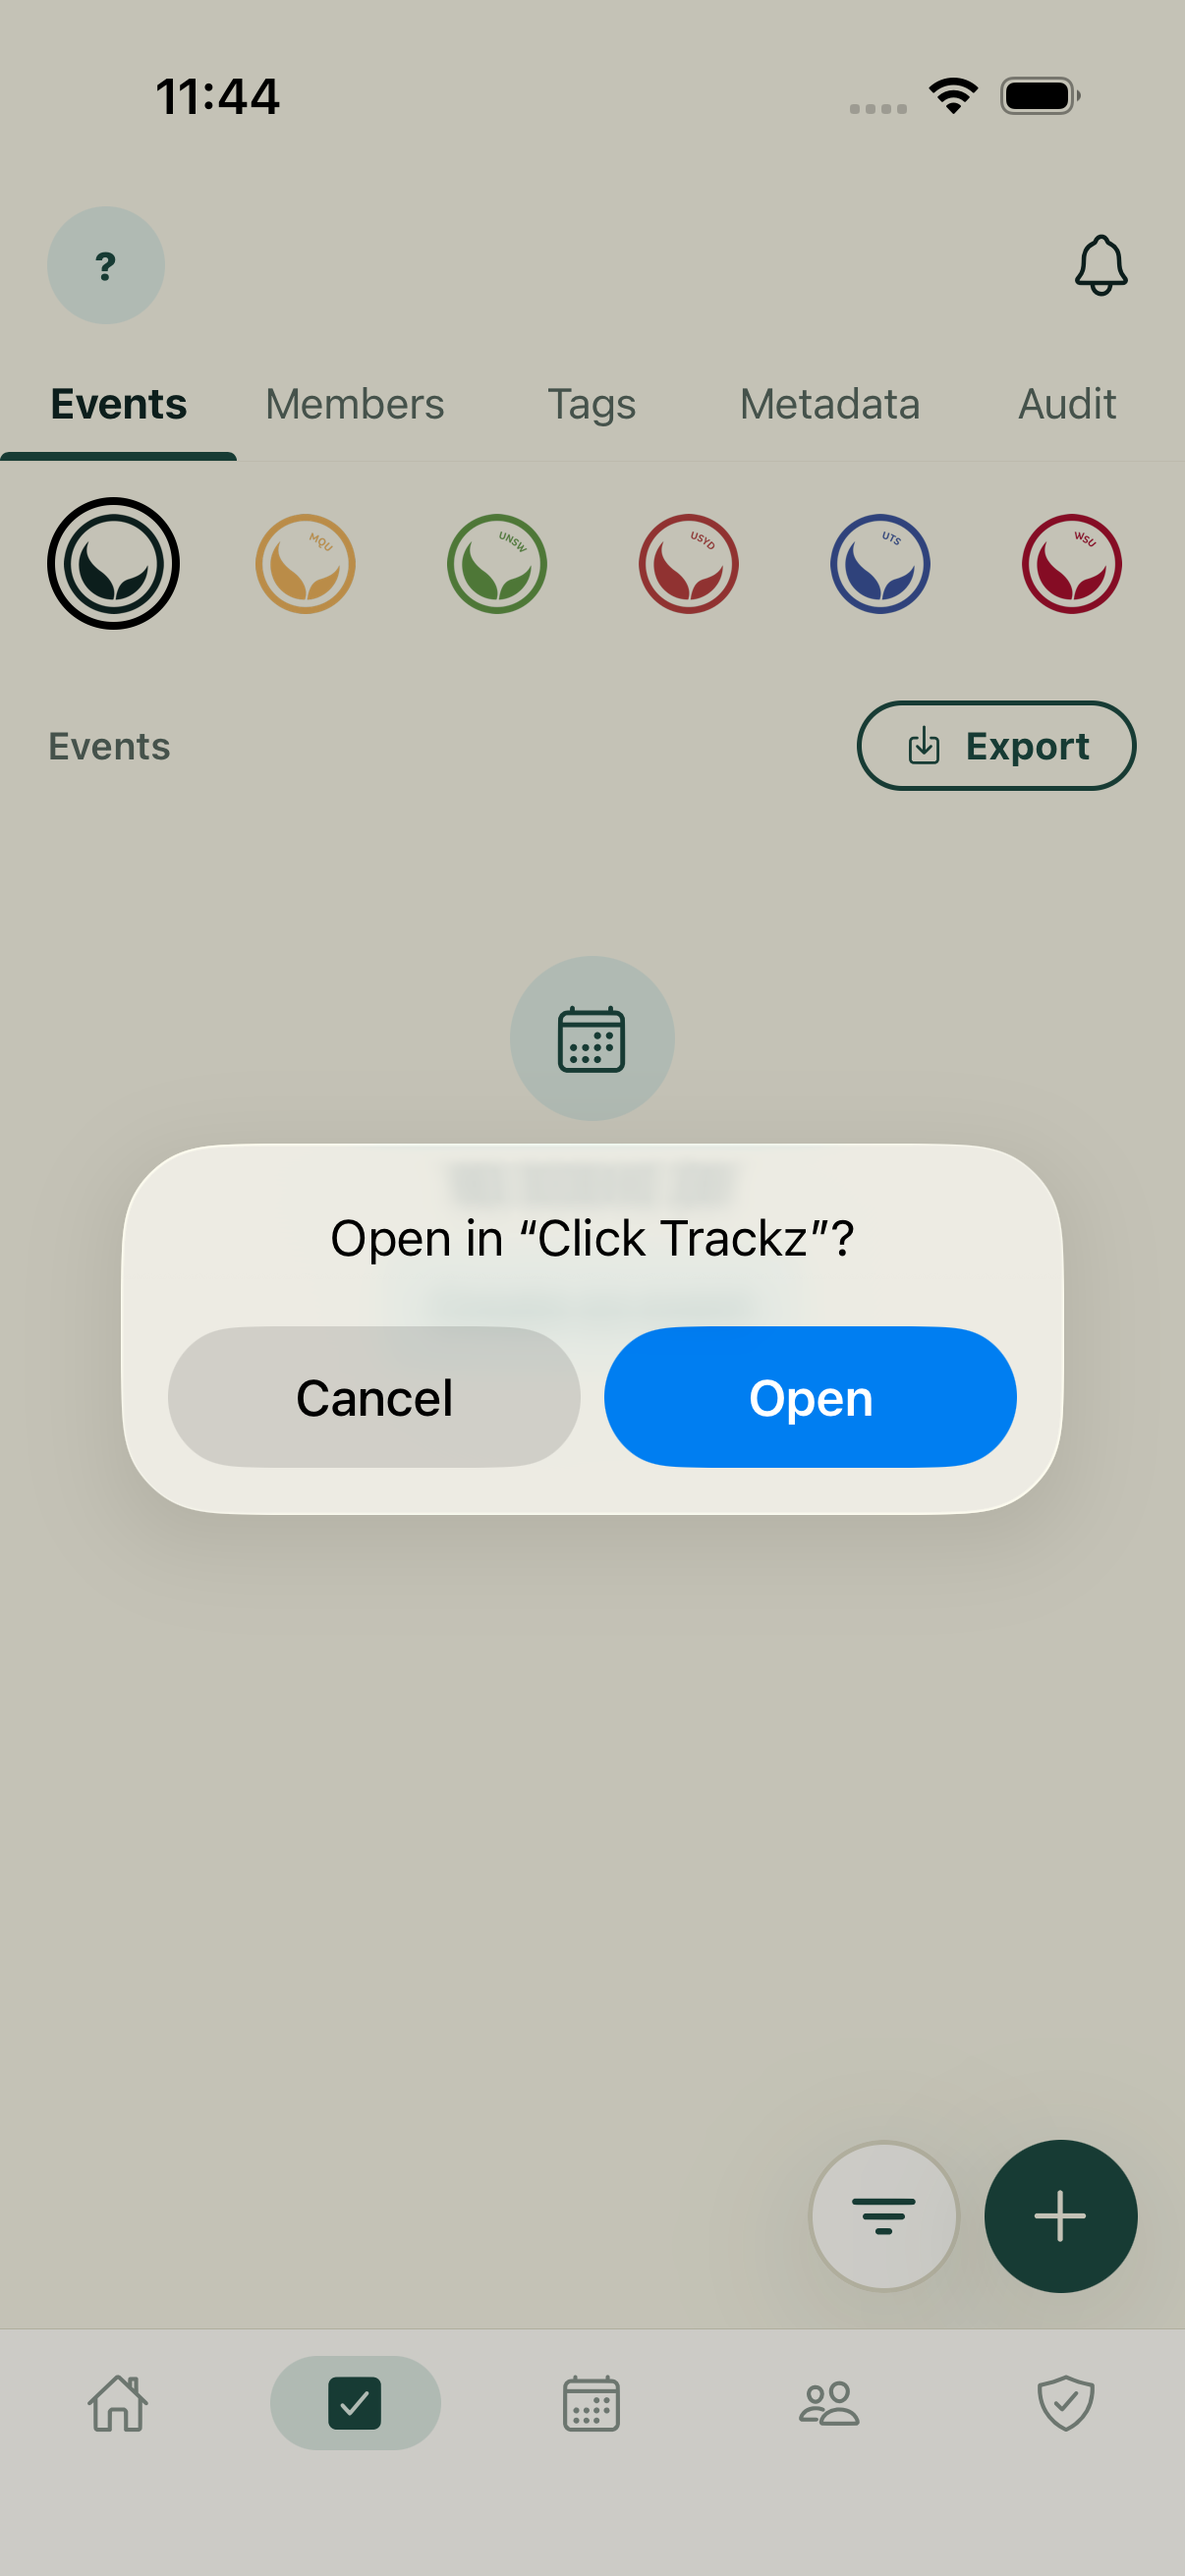 11:44
?
Events Members Tags Metadata Audit
MQU UNSW USYD UTS WSU
Events Export
Open in “Click Trackz”?
Cancel Open